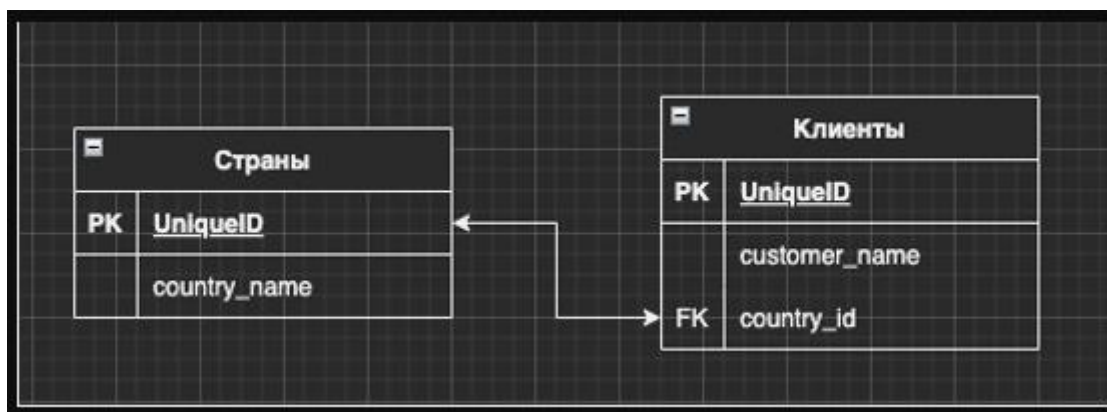 Страны
PK UniqueID
country_name
Клиенты
PK UniqueID
customer_name
FK country_id